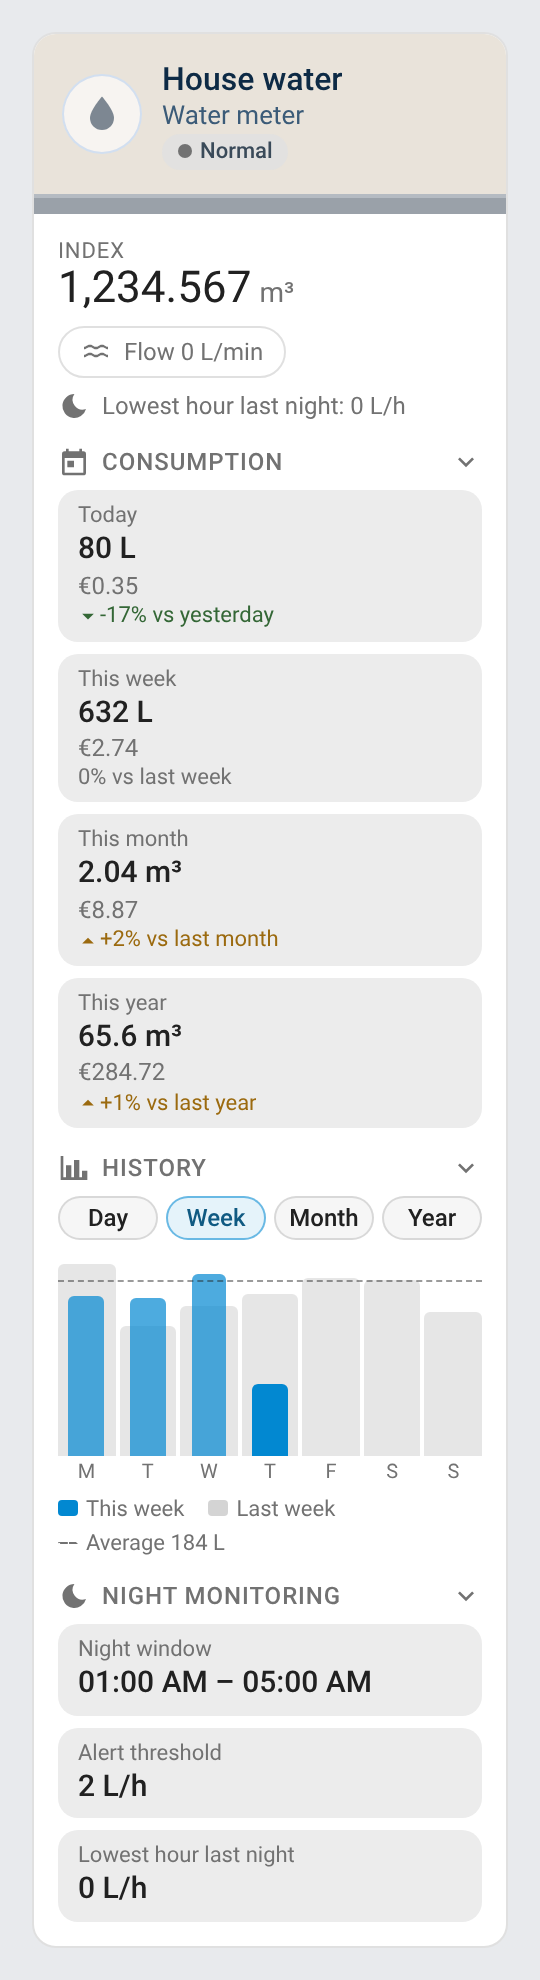 House water
Water meter
Normal
INDEX
1,234.567 m³
Flow 0 L/min
Lowest hour last night: 0 L/h
CONSUMPTION
Today
80 L
€0.35
-17% vs yesterday
This week
632 L
€2.74
0% vs last week
This month
2.04 m³
€8.87
+2% vs last month
This year
65.6 m³
€284.72
+1% vs last year
HISTORY
Day Week Month Year
M T W T F S S
This week Last week
Average 184 L
NIGHT MONITORING
Night window
01:00 AM – 05:00 AM
Alert threshold
2 L/h
Lowest hour last night
0 L/h